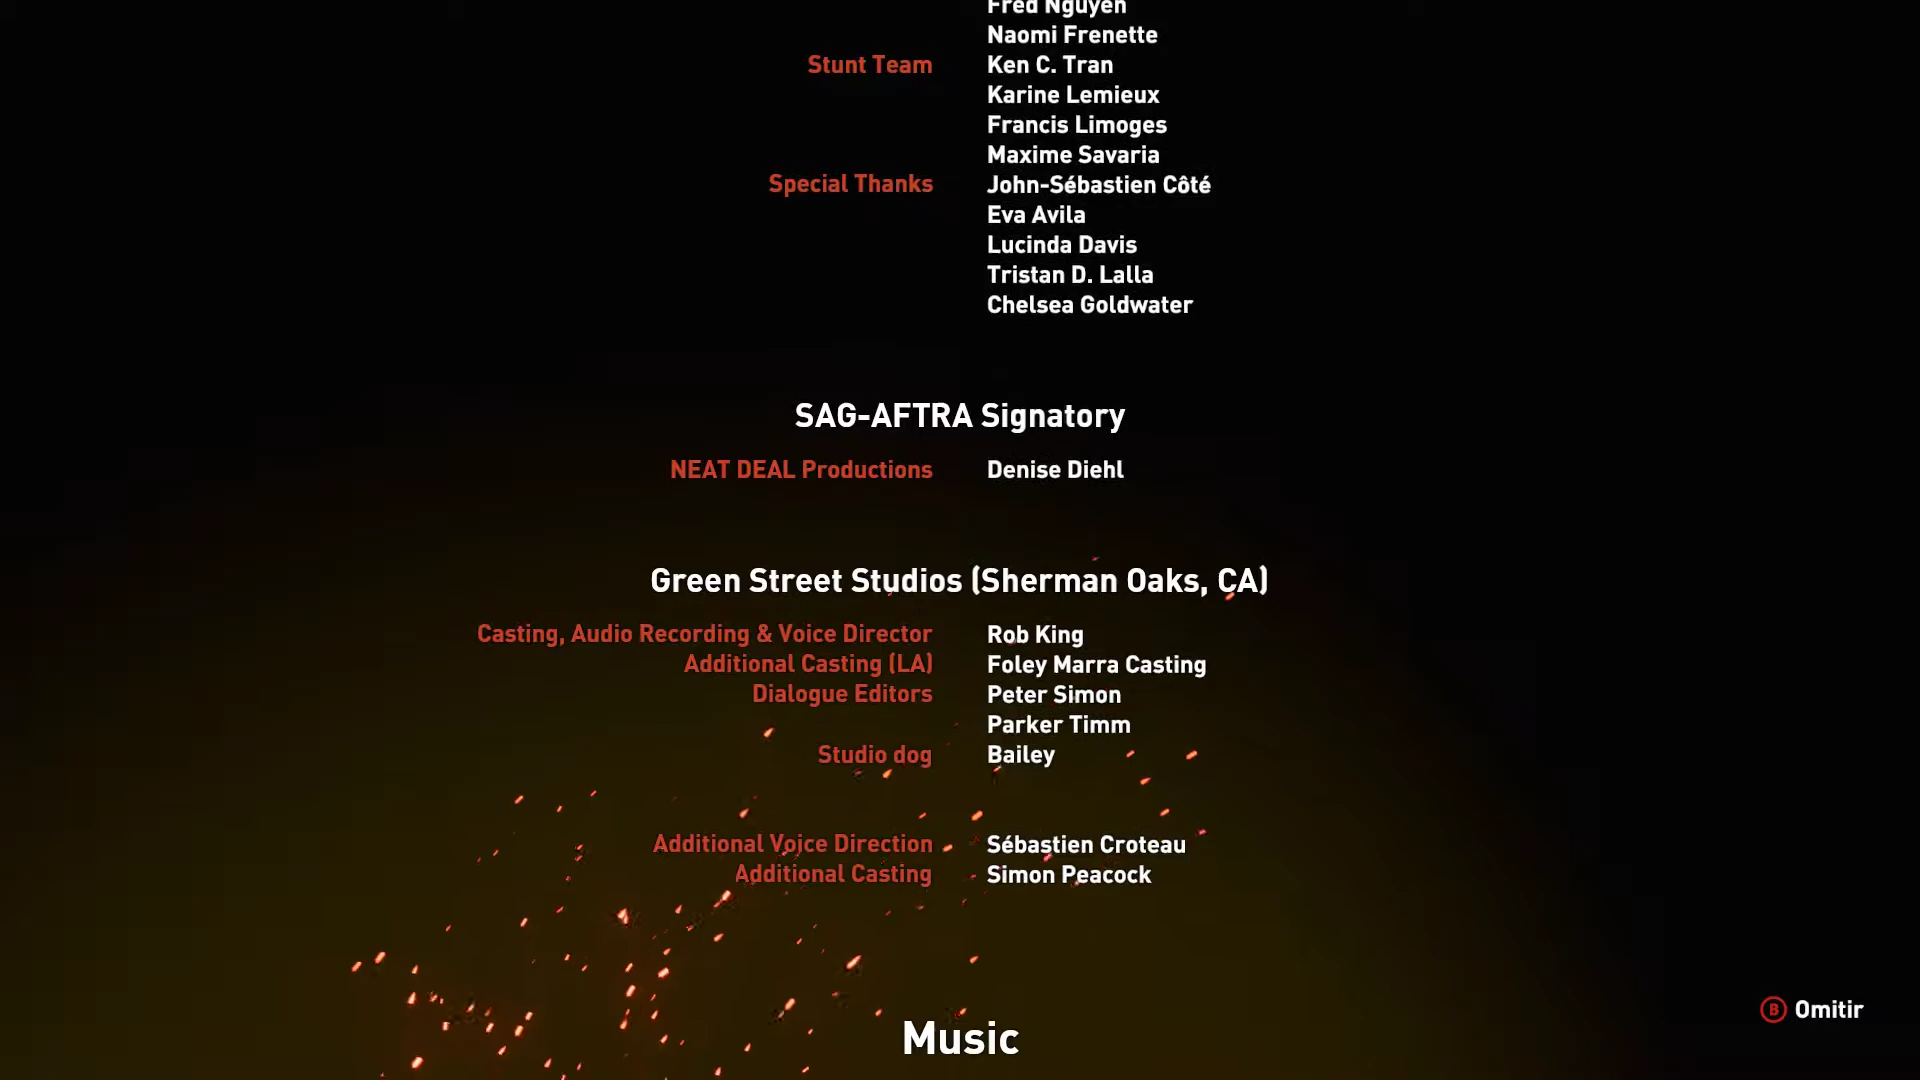 Fred Nguyen
Naomi Frenette
Stunt Team Ken C. Tran
Karine Lemieux
Francis Limoges
Maxime Savaria
Special Thanks John-Sébastien Côté
Eva Avila
Lucinda Davis
Tristan D. Lalla
Chelsea Goldwater
SAG-AFTRA Signatory
NEAT DEAL Productions Denise Diehl
Green Street Studios (Sherman Oaks, CA)
Casting, Audio Recording & Voice Director Rob King
Additional Casting (LA) Foley Marra Casting
Dialogue Editors Peter Simon
Parker Timm
Studio dog Bailey
Additional Voice Direction Sébastien Croteau
Additional Casting Simon Peacock
B Omitir
Music